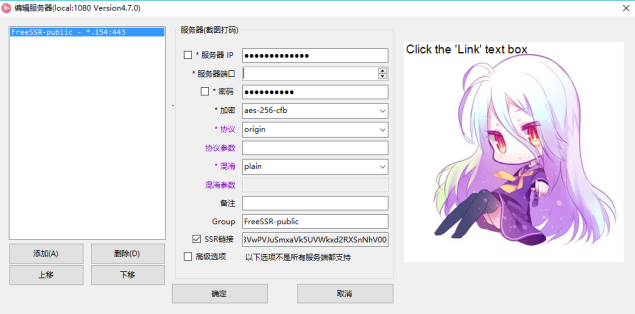 编辑服务器(local:1080 Version4.7.0)
FreeSSR-public - *.154:443
添加(A)
删除(D)
上移
下移
服务器(截图打码)
* 服务器 IP
●●●●●●●●●●●●●
* 服务器端口
* 密码
●●●●●●●●●●
* 加密
aes-256-cfb
* 协议
origin
协议参数
* 混淆
plain
混淆参数
备注
Group
FreeSSR-public
SSR链接
高级选项
以下选项不是所有服务端都支持
确定
取消
Click the 'Link' text box